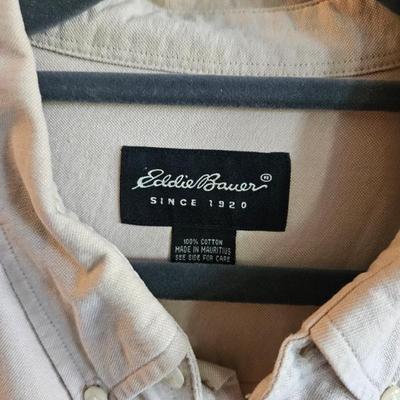 Eddie Bauer®
SINCE 1920
100% COTTON
MADE IN MAURITIUS
SEE SIDE FOR CARE